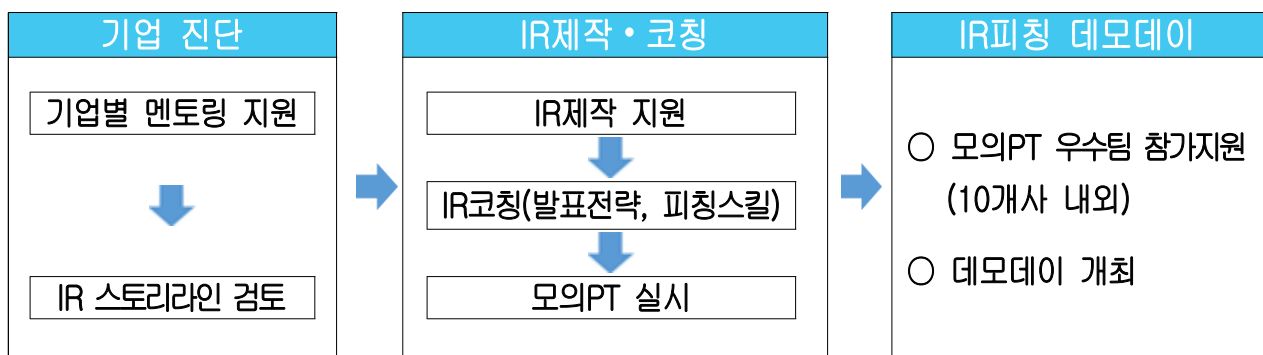 기업 진단
기업별 멘토링 지원
IR 스토리라인 검토
IR제작•코칭
IR제작 지원
IR코칭(발표전략, 피칭스킬)
모의PT 실시
IR피칭 데모데이
○ 모의PT 우수팀 참가지원
(10개사 내외)
○ 데모데이 개최